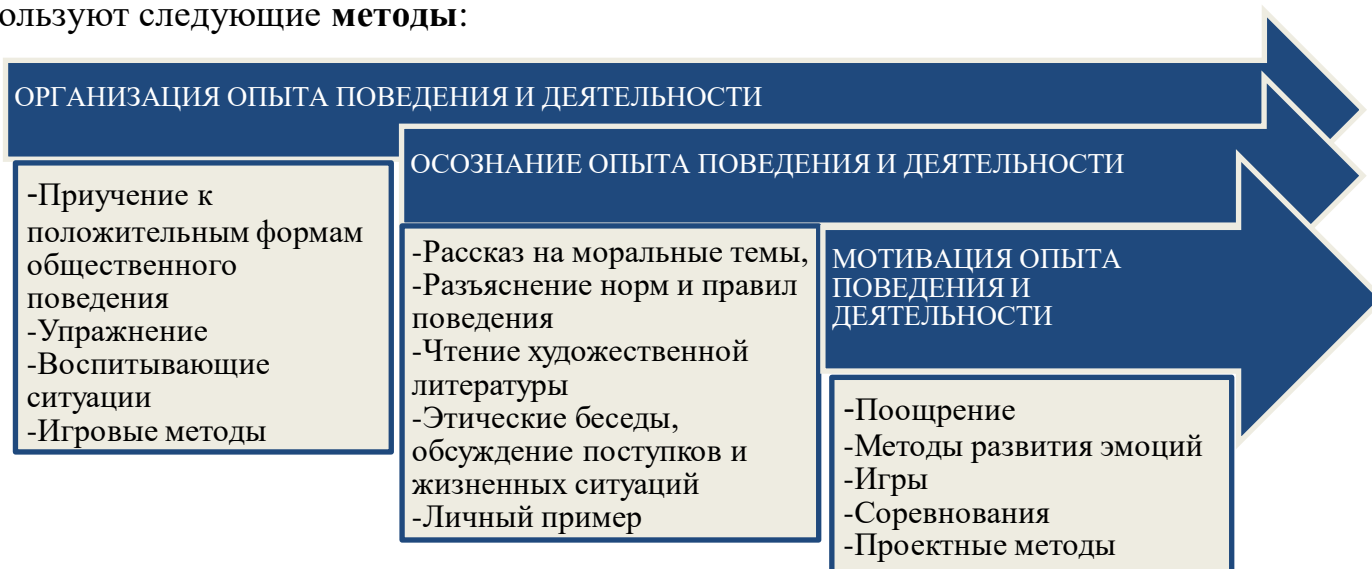 ользуют следующие методы:
ОРГАНИЗАЦИЯ ОПЫТА ПОВЕДЕНИЯ И ДЕЯТЕЛЬНОСТИ
-Приучение к
положительным формам
общественного
поведения
-Упражнение
-Воспитывающие
ситуации
-Игровые методы
ОСОЗНАНИЕ ОПЫТА ПОВЕДЕНИЯ И ДЕЯТЕЛЬНОСТИ
-Рассказ на моральные темы,
-Разъяснение норм и правил
поведения
-Чтение художественной
литературы
-Этические беседы,
обсуждение поступков и
жизненных ситуаций
-Личный пример
МОТИВАЦИЯ ОПЫТА
ПОВЕДЕНИЯ И
ДЕЯТЕЛЬНОСТИ
-Поощрение
-Методы развития эмоций
-Игры
-Соревнования
-Проектные методы